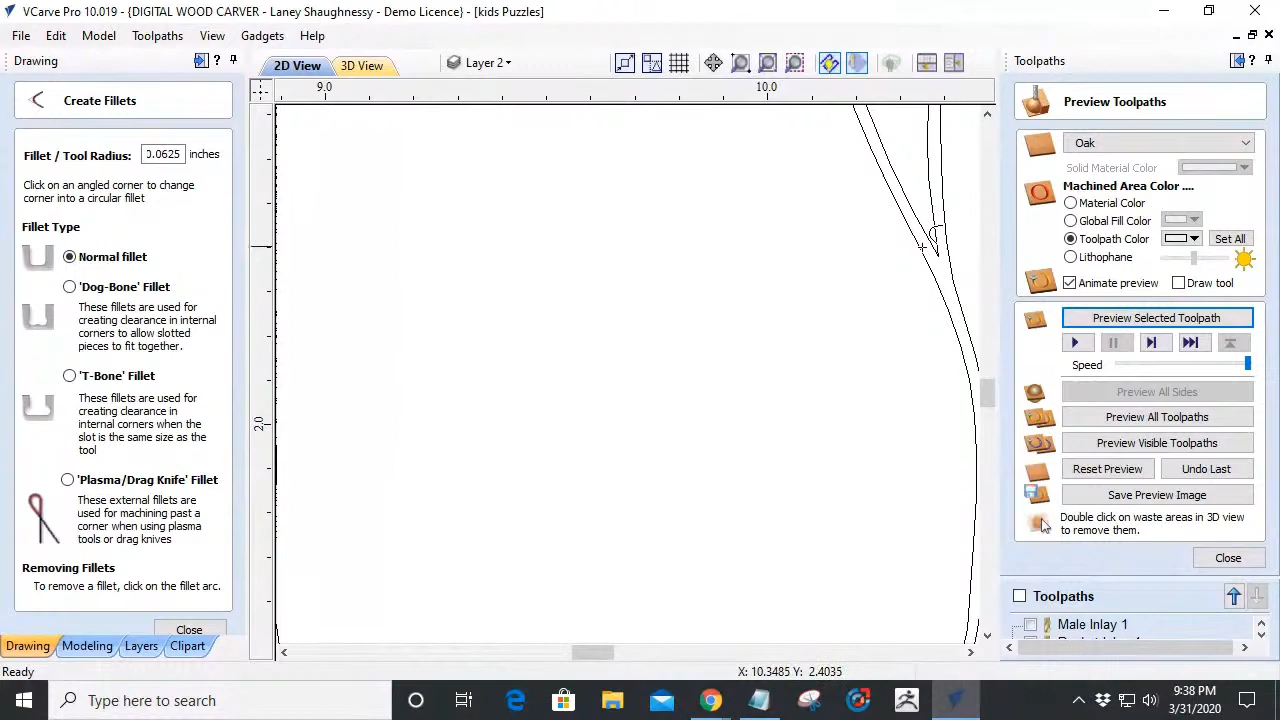 VCarve Pro 10.019 - {DIGITAL WOOD CARVER - Laney Shaughnessy - Demo Licence} - [kids Puzzles]
File Edit Model Toolpaths View Gadgets Help
Drawing
Create Fillets
Fillet / Tool Radius: 0.0625 inches
Click on an angled corner to change
corner into a circular fillet
Fillet Type
Normal fillet
'Dog-Bone' Fillet
These fillets are used for
creating clearance in internal
corners to allow slotted
pieces to fit together.
'T-Bone' Fillet
These fillets are used for
creating clearance in
internal corners when the
slot is the same size as the
tool
'Plasma/Drag Knife' Fillet
These external fillets are
used for machining past a
corner when using plasma
tools or drag knives
Removing Fillets
To remove a fillet, click on the fillet arc.
Close
Drawing Modeling Layers Clipart
Ready
2D View 3D View Layer 2
9.0 10.0
2.0
X: 10.3485 Y: 2.4035
Toolpaths
Preview Toolpaths
Oak
Solid Material Color
Machined Area Color ....
Material Color
Global Fill Color
Toolpath Color Set All
Lithophane
Animate preview Draw tool
Preview Selected Toolpath
Speed
Preview All Sides
Preview All Toolpaths
Preview Visible Toolpaths
Reset Preview Undo Last
Save Preview Image
Double click on waste areas in 3D view
to remove them.
Close
Toolpaths
Male Inlay 1
Type here to search
9:38 PM
3/31/2020